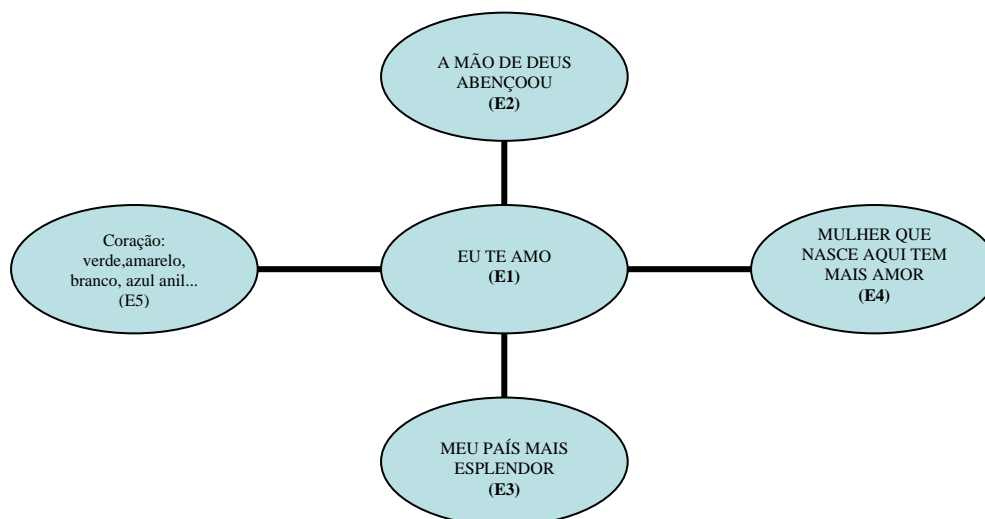 A MÃO DE DEUS
ABENÇOOU
(E2)
Coração:
verde,amarelo,
branco, azul anil...
(E5)
EU TE AMO
(E1)
MULHER QUE
NASCE AQUI TEM
MAIS AMOR
(E4)
MEU PAÍS MAIS
ESPLENDOR
(E3)